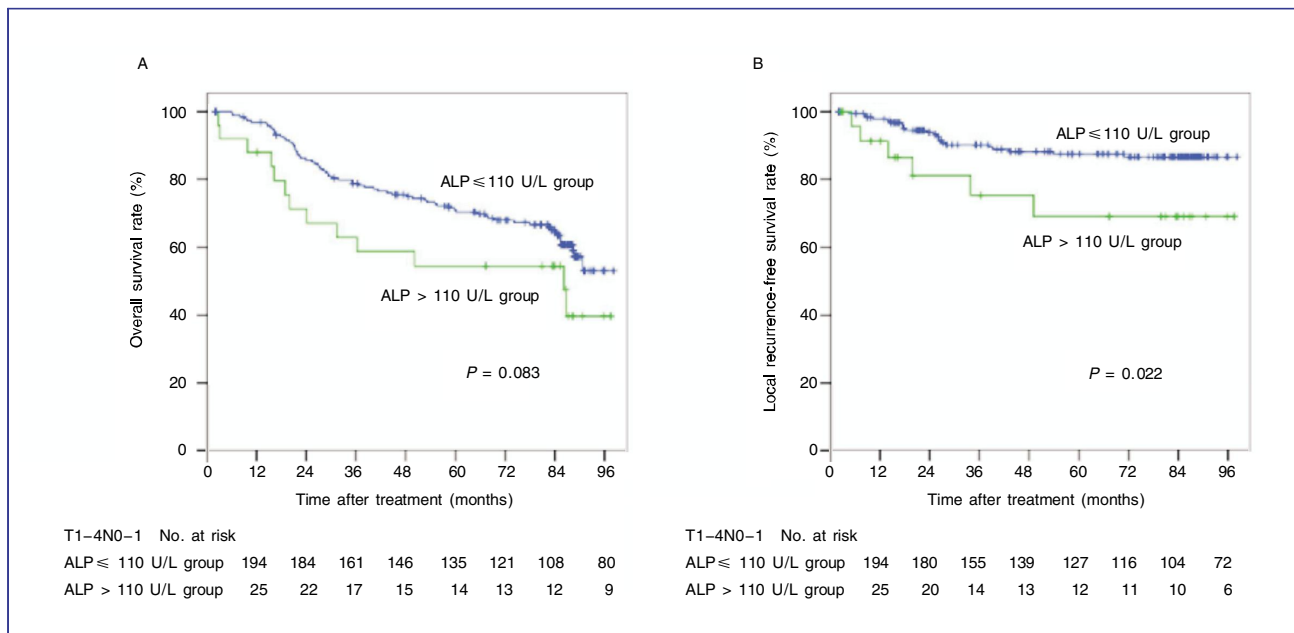 A
Overall survival rate (%)
100
80
60
40
20
0
ALP ≤ 110 U/L group
ALP > 110 U/L group
P = 0.083
0 12 24 36 48 60 72 84 96
Time after treatment (months)
T1-4N0-1 No. at risk
ALP ≤ 110 U/L group 194 184 161 146 135 121 108 80
ALP > 110 U/L group 25 22 17 15 14 13 12 9
B
Local recurrence-free survival rate (%)
100
80
60
40
20
0
ALP ≤ 110 U/L group
ALP > 110 U/L group
P = 0.022
0 12 24 36 48 60 72 84 96
Time after treatment (months)
T1-4N0-1 No. at risk
ALP ≤ 110 U/L group 194 180 155 139 127 116 104 72
ALP > 110 U/L group 25 20 14 13 12 11 10 6